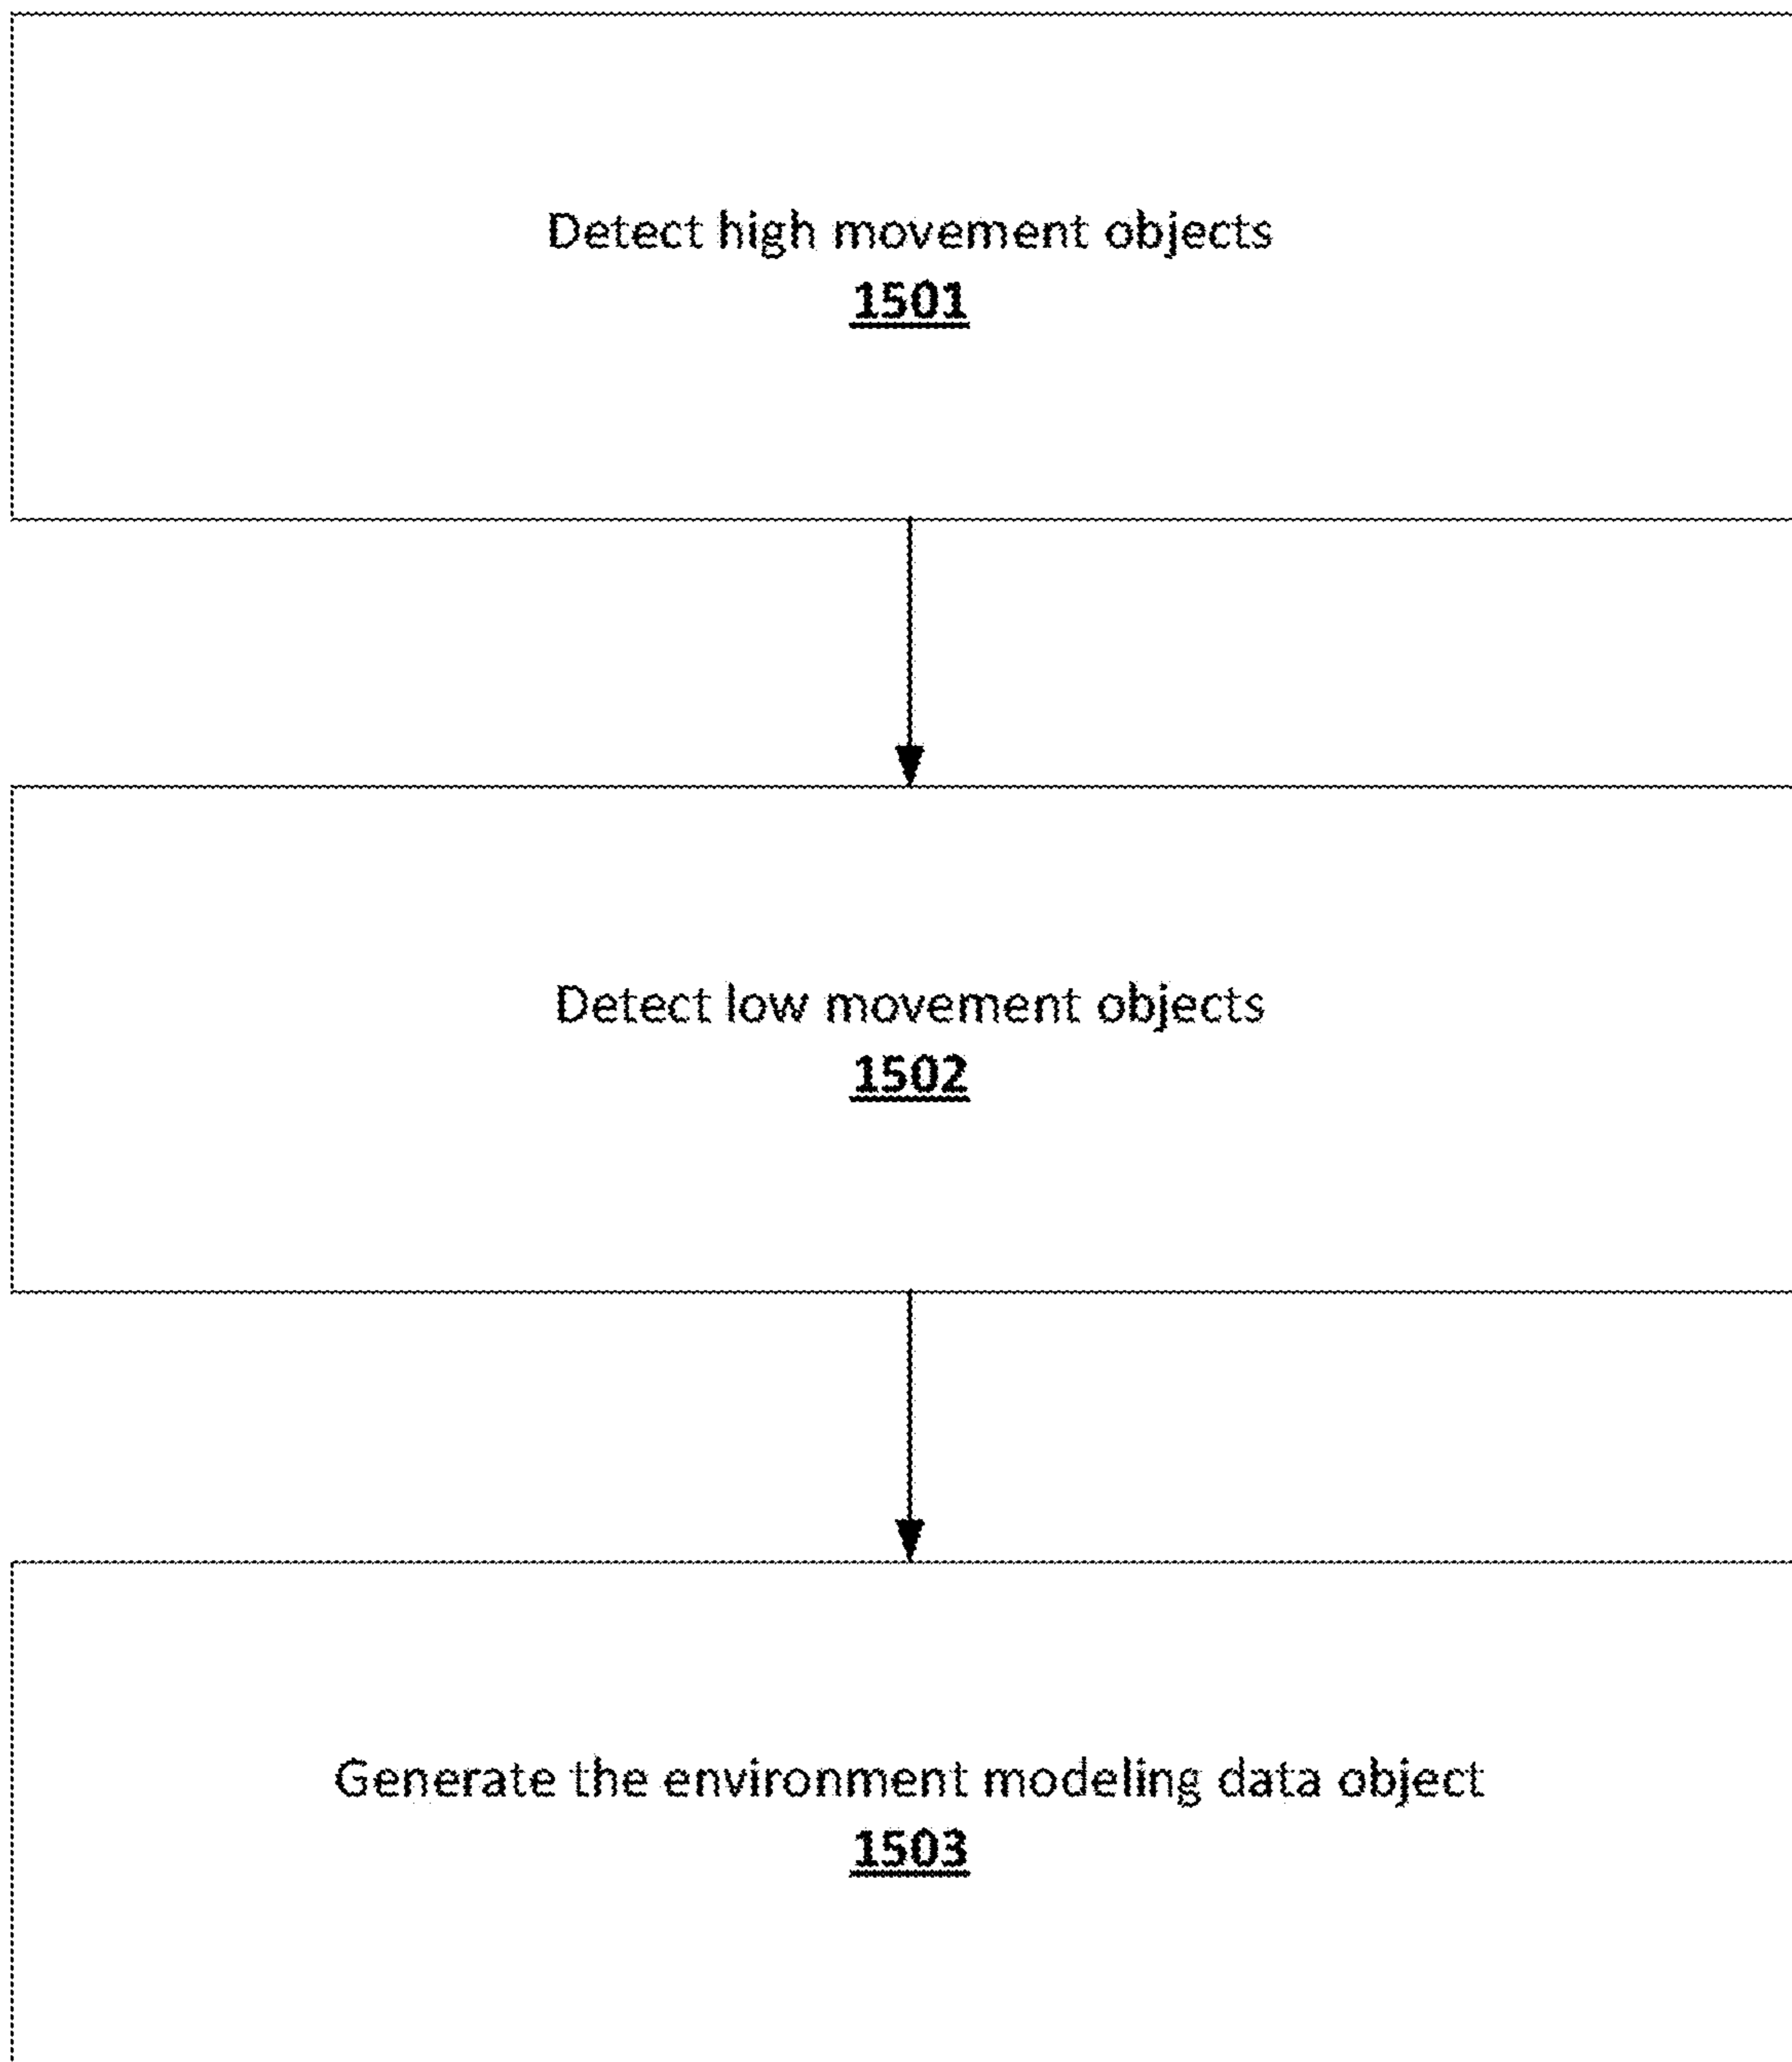 Detect high movement objects
1501
Detect low movement objects
1502
Generate the environment modeling data object
1503